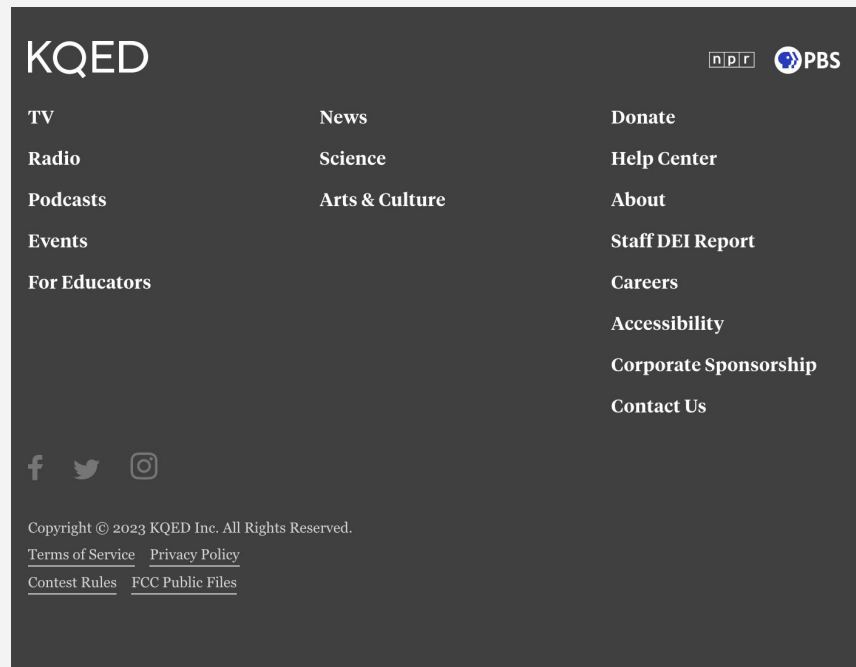 KQED
npr PBS
TV
Radio
Podcasts
Events
For Educators
News
Science
Arts & Culture
Donate
Help Center
About
Staff DEI Report
Careers
Accessibility
Corporate Sponsorship
Contact Us
Copyright © 2023 KQED Inc. All Rights Reserved.
Terms of Service Privacy Policy
Contest Rules FCC Public Files